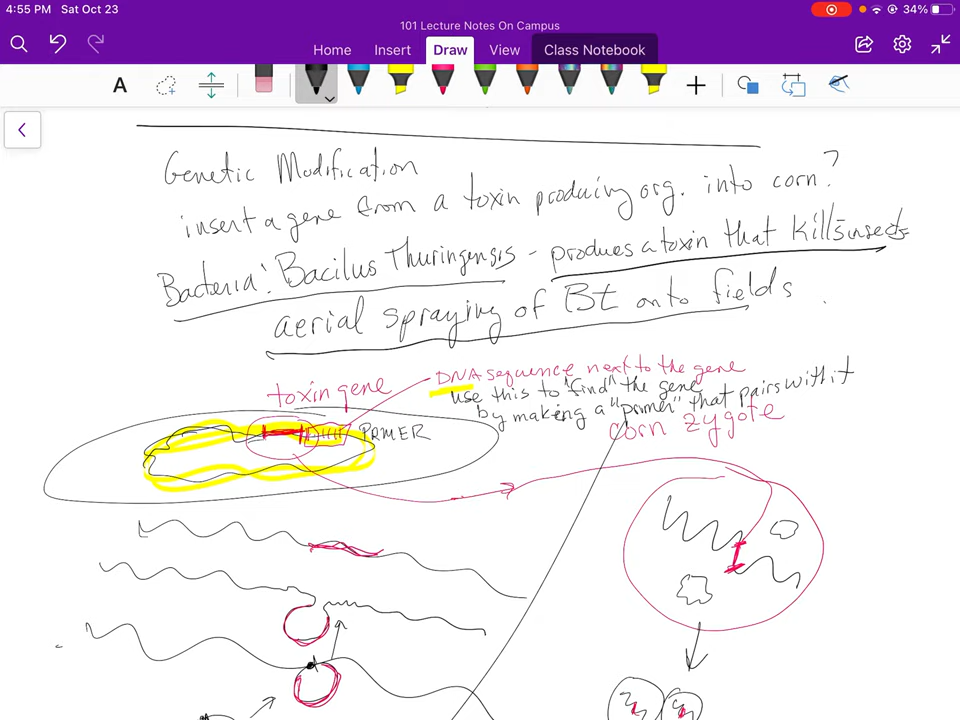 4:55 PM Sat Oct 23
34%
101 Lecture Notes On Campus
Home Insert Draw View Class Notebook
A
Genetic Modification
insert a gene from a toxin producing org. into corn?
Bacteria: Bacilus Thuringensis - produces a toxin that kills insects
aerial spraying of Bt onto fields
toxin gene
DNA sequence next to the gene
use this to "find" the gene
by making a "primer" that pairs with it
PRIMER
corn zygote